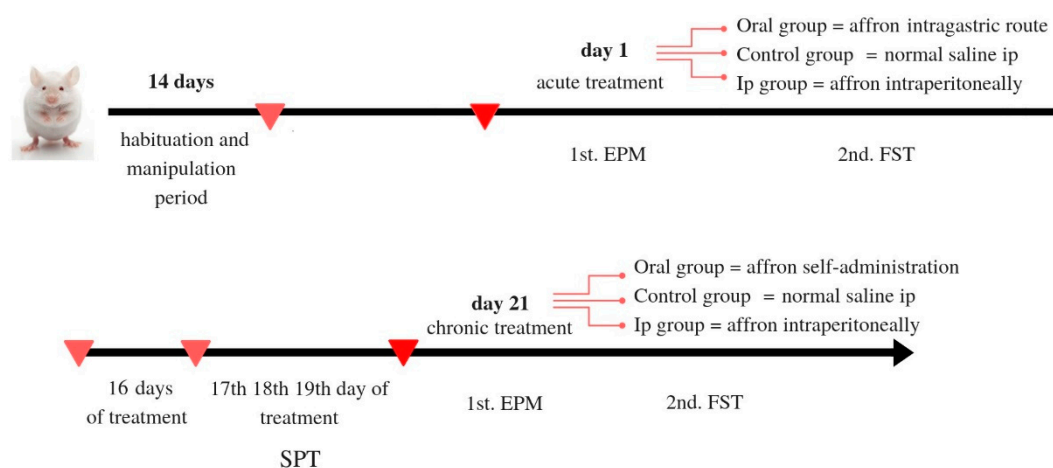 Oral group = affron intragastric route
day 1
Control group = normal saline ip
acute treatment
Ip group = affron intraperitoneally
14 days
habituation and
manipulation
period
1st. EPM
2nd. FST
Oral group = affron self-administration
day 21
Control group = normal saline ip
chronic treatment
Ip group = affron intraperitoneally
16 days
of treatment
17th 18th 19th day of
treatment
SPT
1st. EPM
2nd. FST